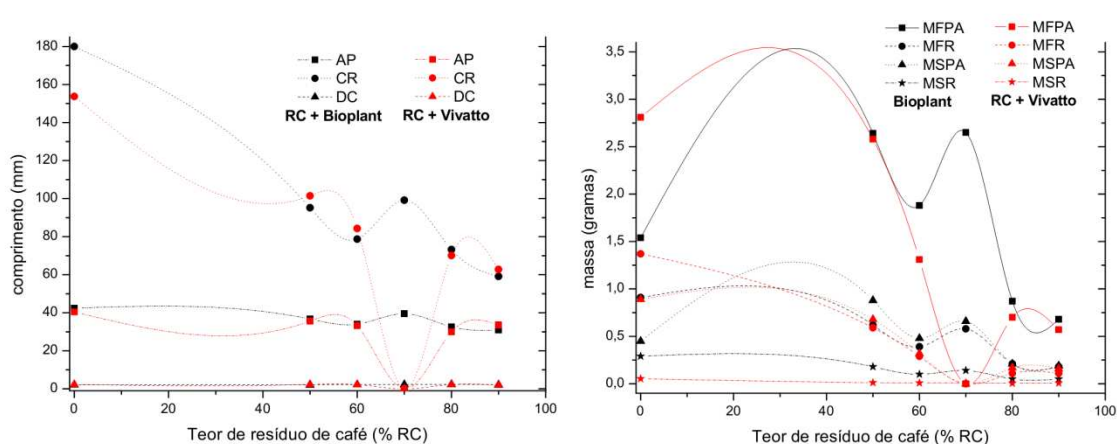 180
160
140
120
100
80
60
40
20
0
comprimento (mm)
AP AP
CR CR
DC DC
RC + Bioplant RC + Vivatto
0 20 40 60 80 100
Teor de resíduo de café (% RC)
MFPA MFPA
MFR MFR
MSPA MSPA
MSR MSR
Bioplant RC + Vivatto
3,5
3,0
2,5
2,0
1,5
1,0
0,5
0,0
massa (gramas)
0 20 40 60 80 100
Teor de resíduo de café (% RC)